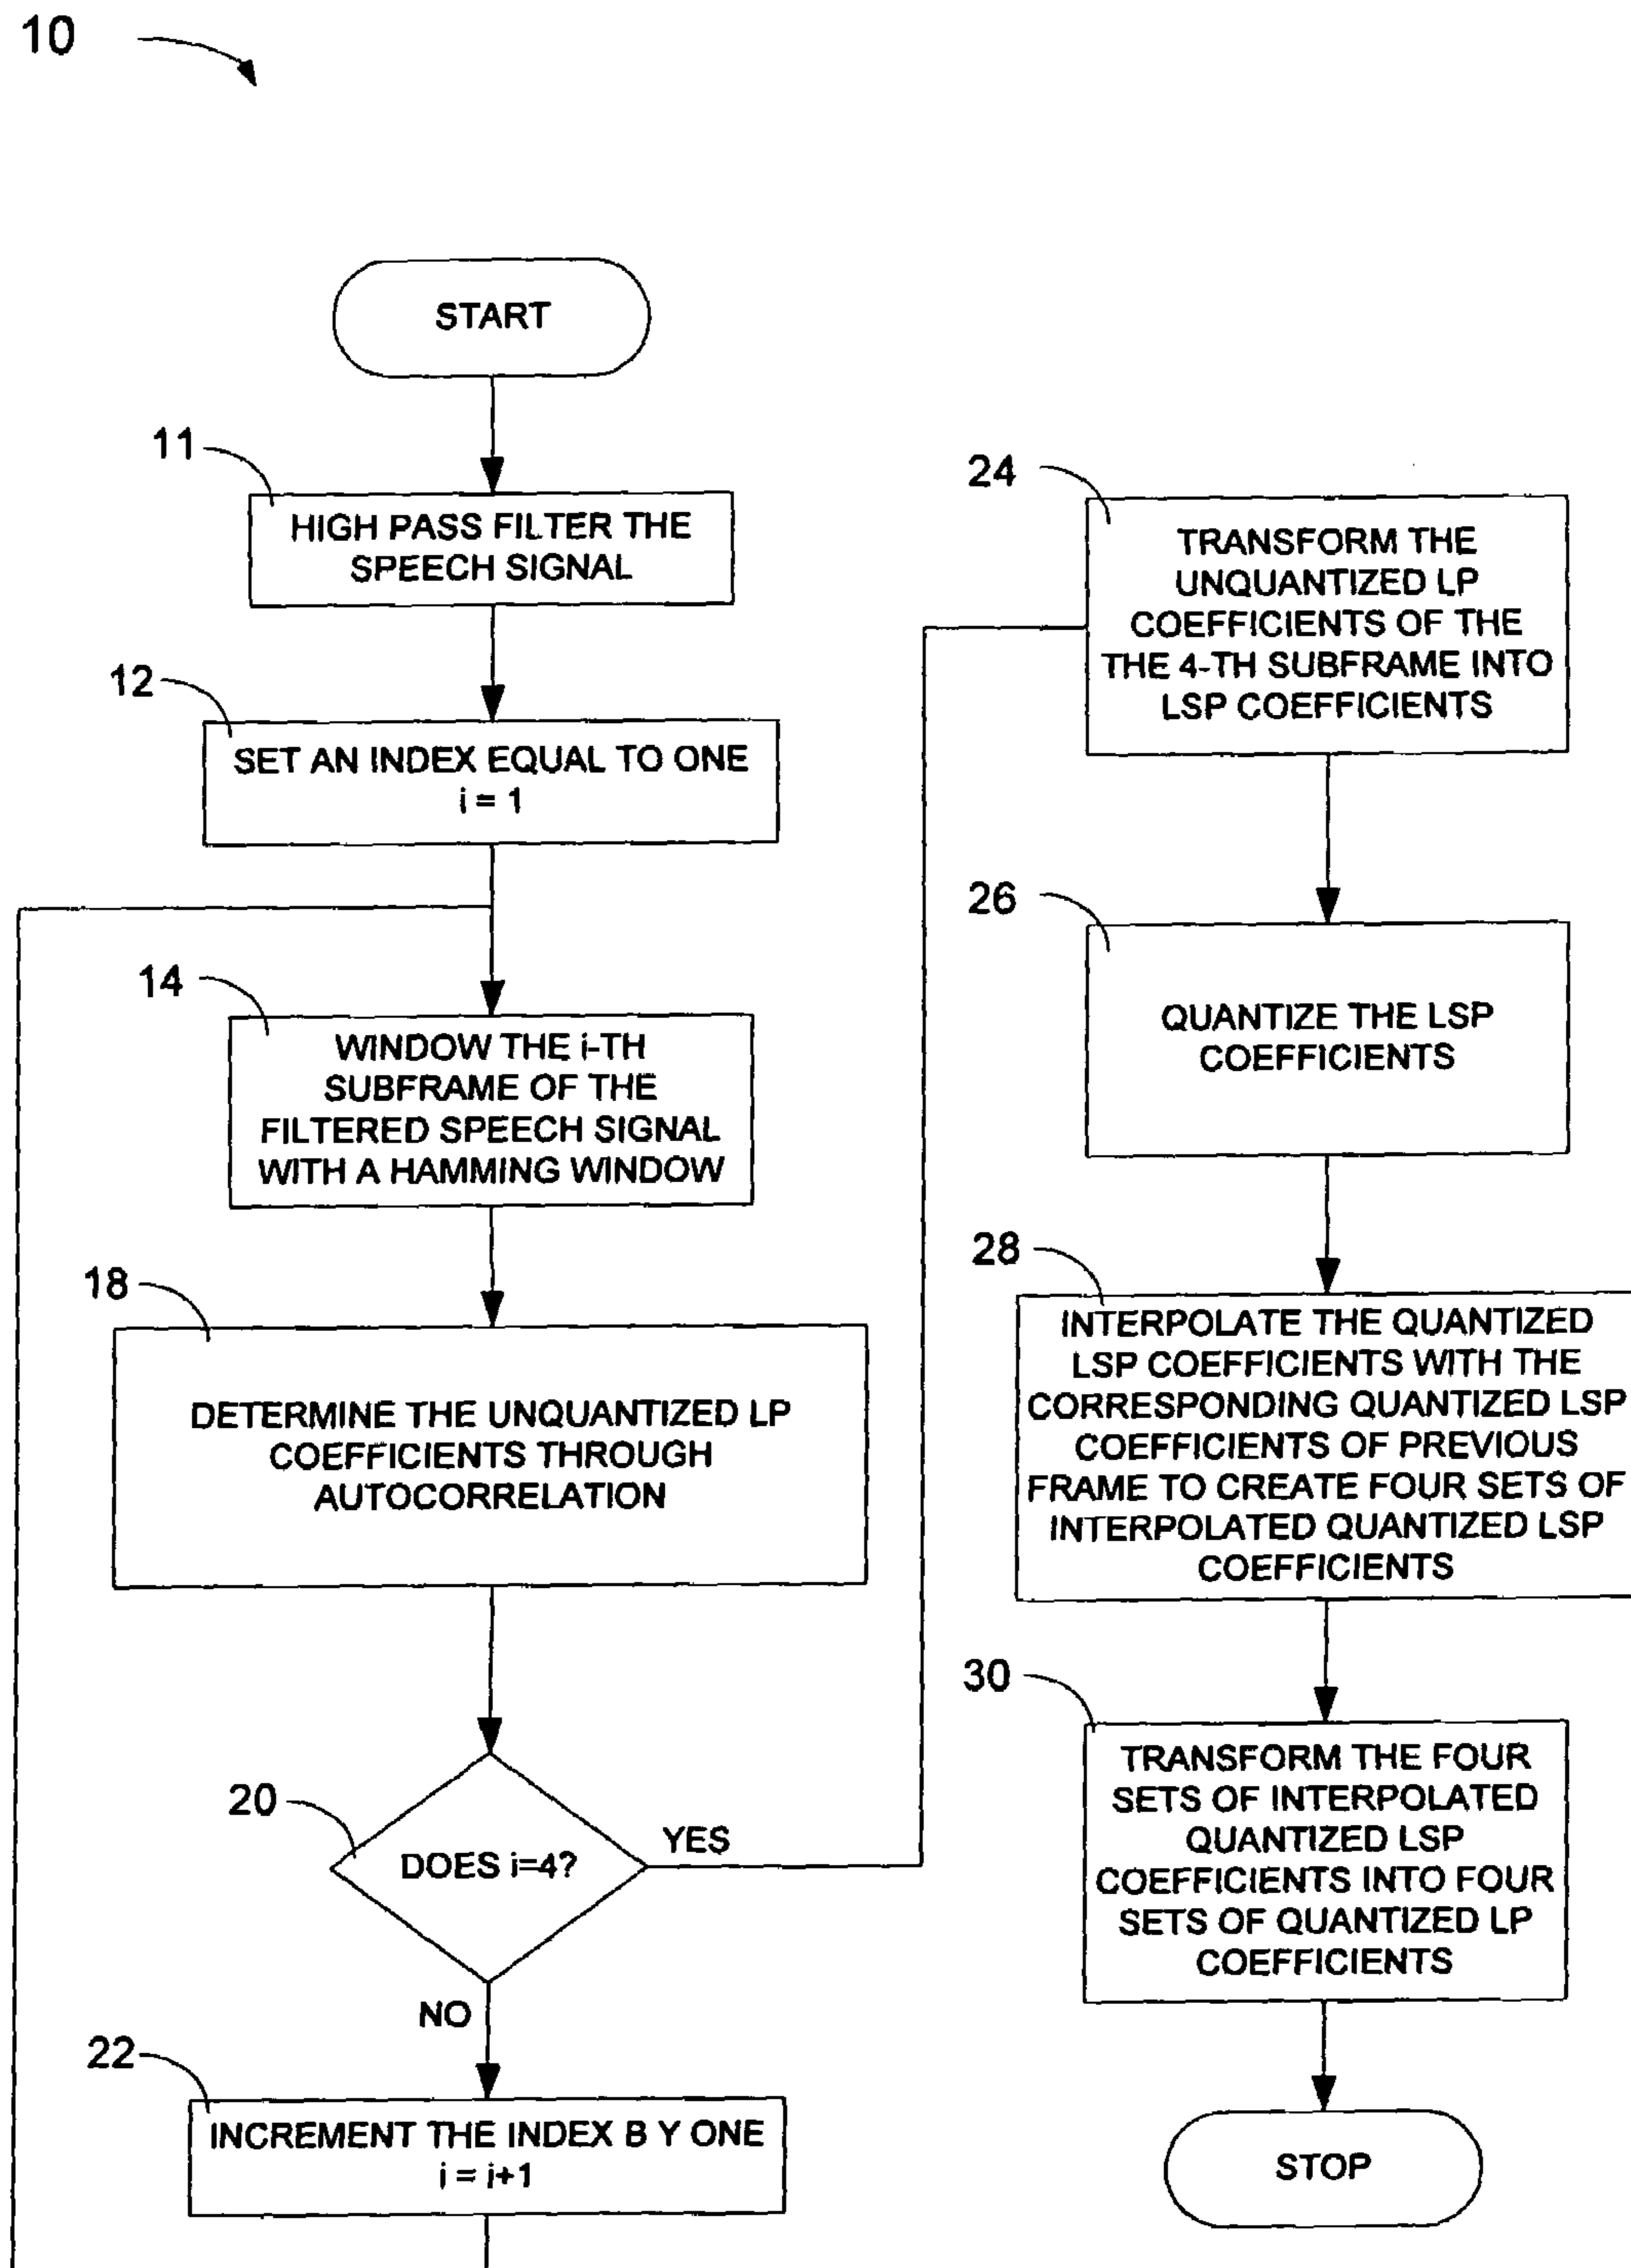 10
START
11
HIGH PASS FILTER THE
SPEECH SIGNAL
12
SET AN INDEX EQUAL TO ONE
i = 1
14
WINDOW THE i-TH
SUBFRAME OF THE
FILTERED SPEECH SIGNAL
WITH A HAMMING WINDOW
18
DETERMINE THE UNQUANTIZED LP
COEFFICIENTS THROUGH
AUTOCORRELATION
20
DOES i=4?
YES
NO
22
INCREMENT THE INDEX B Y ONE
i = i+1
24
TRANSFORM THE
UNQUANTIZED LP
COEFFICIENTS OF THE
THE 4-TH SUBFRAME INTO
LSP COEFFICIENTS
26
QUANTIZE THE LSP
COEFFICIENTS
28
INTERPOLATE THE QUANTIZED
LSP COEFFICIENTS WITH THE
CORRESPONDING QUANTIZED LSP
COEFFICIENTS OF PREVIOUS
FRAME TO CREATE FOUR SETS OF
INTERPOLATED QUANTIZED LSP
COEFFICIENTS
30
TRANSFORM THE FOUR
SETS OF INTERPOLATED
QUANTIZED LSP
COEFFICIENTS INTO FOUR
SETS OF QUANTIZED LP
COEFFICIENTS
STOP